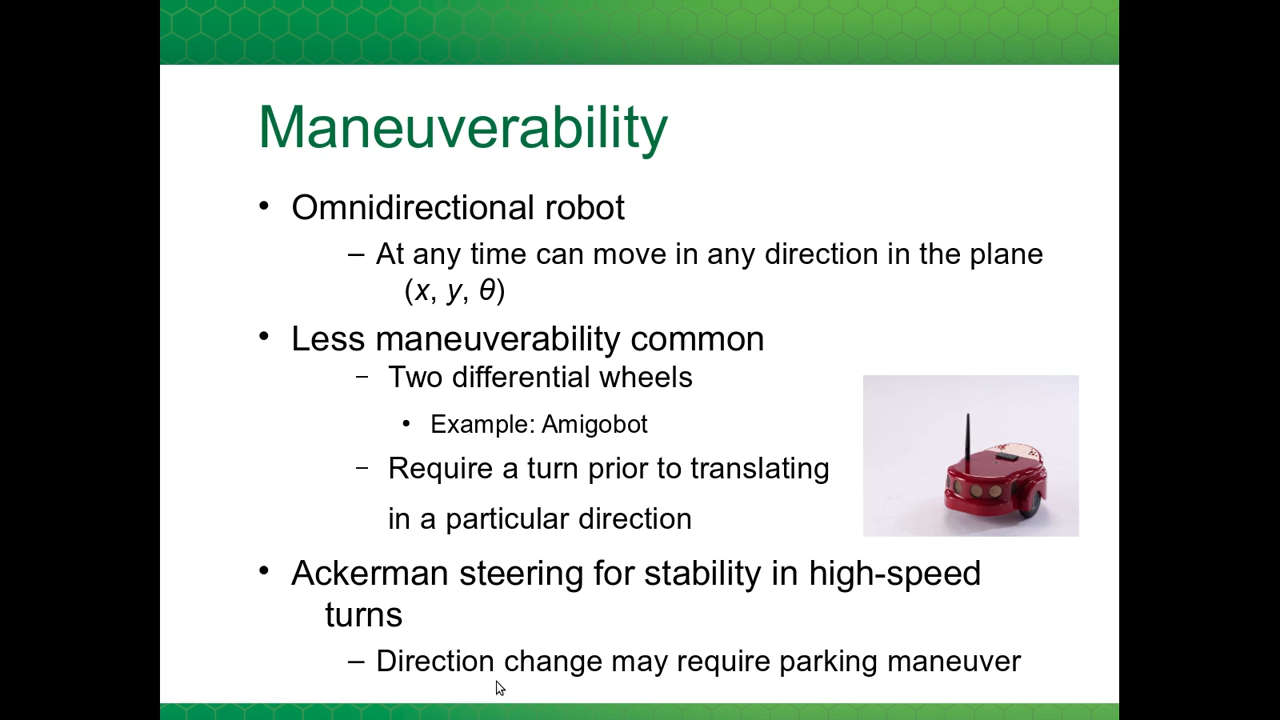 Maneuverability
• Omnidirectional robot
– At any time can move in any direction in the plane
(x, y, θ)
• Less maneuverability common
– Two differential wheels
• Example: Amigobot
– Require a turn prior to translating
in a particular direction
• Ackerman steering for stability in high-speed
turns
– Direction change may require parking maneuver